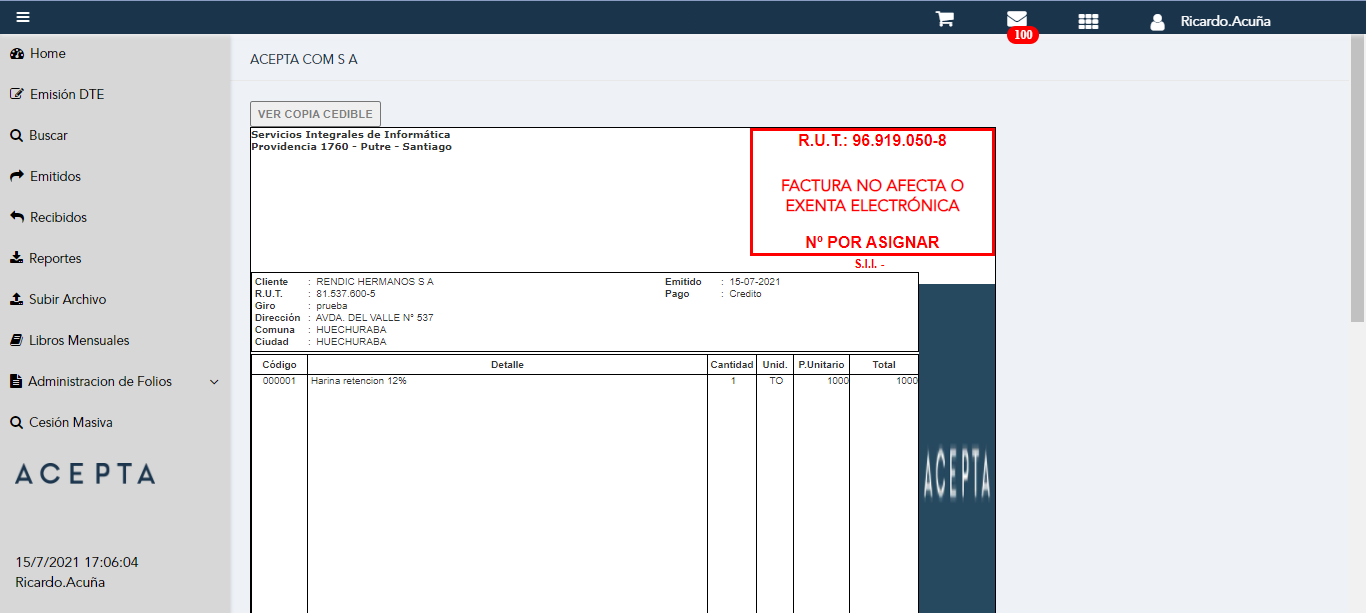 Ricardo.Acuña
100
Home
Emisión DTE
Buscar
Emitidos
Recibidos
Reportes
Subir Archivo
Libros Mensuales
Administracion de Folios
Cesión Masiva
ACEPTA
15/7/2021 17:06:04
Ricardo.Acuña
ACEPTA COM S A
VER COPIA CEDIBLE
Servicios Integrales de Informática
Providencia 1760 - Putre - Santiago
R.U.T.: 96.919.050-8
FACTURA NO AFECTA O
EXENTA ELECTRÓNICA
Nº POR ASIGNAR
S.I.I. -
Cliente : RENDIC HERMANOS S A Emitido : 15-07-2021
R.U.T. : 81.537.600-5 Pago : Credito
Giro : prueba
Dirección : AVDA. DEL VALLE N° 537
Comuna : HUECHURABA
Ciudad : HUECHURABA
Código Detalle Cantidad Unid. P.Unitario Total
000001 Harina retencion 12% 1 TO 1000 1000
ACEPTA